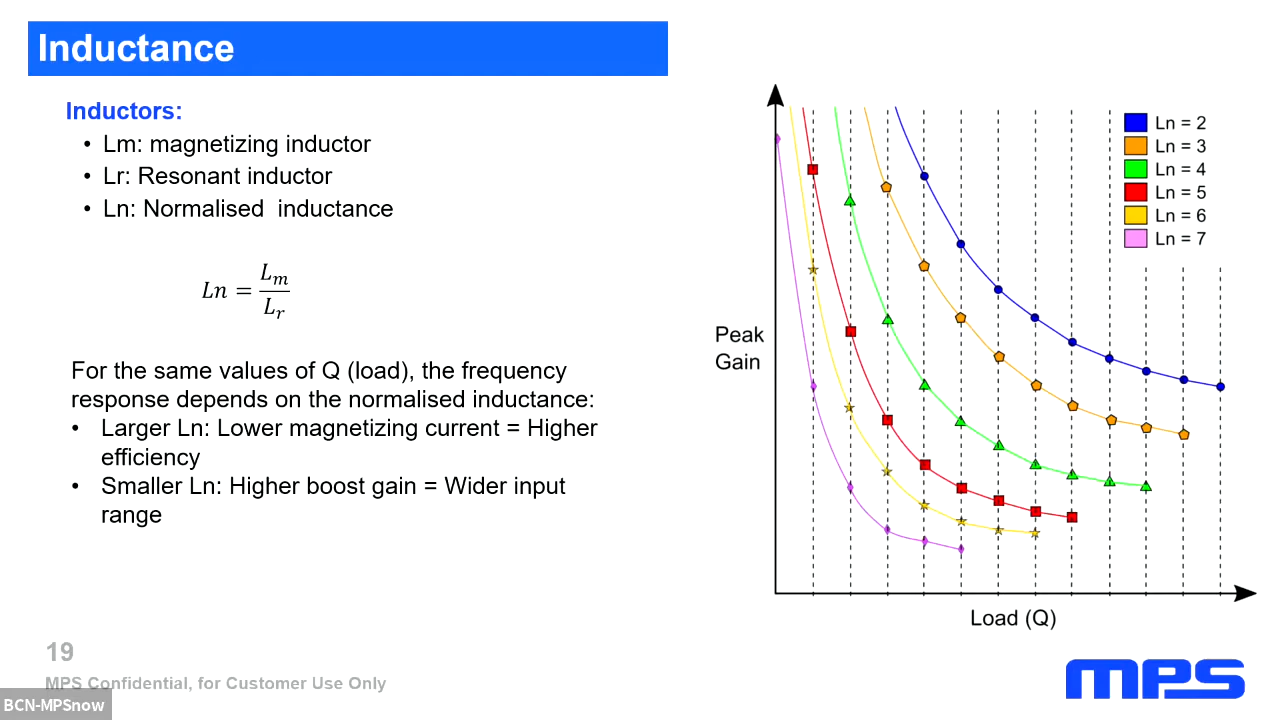 Inductance
Inductors:
• Lm: magnetizing inductor
• Lr: Resonant inductor
• Ln: Normalised  inductance
Ln = L_m / L_r
For the same values of Q (load), the frequency
response depends on the normalised inductance:
• Larger Ln: Lower magnetizing current = Higher
efficiency
• Smaller Ln: Higher boost gain = Wider input
range
Peak
Gain
Ln = 2
Ln = 3
Ln = 4
Ln = 5
Ln = 6
Ln = 7
Load (Q)
19
MPS Confidential, for Customer Use Only
BCN-MPSnow
MPS